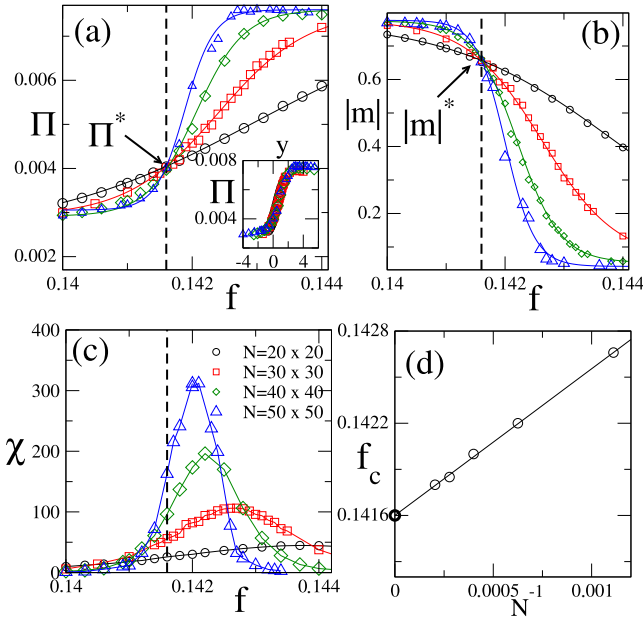 (a)
Π
Π*
0.006
0.004
0.002
0.14
0.142
0.144
f
y
Π
0.008
0.004
-4
0
4
(b)
|m|
|m|*
0.6
0.4
0.2
0.14
0.142
0.144
f
(c)
χ
400
300
200
100
0
0.14
0.142
0.144
f
N=20 x 20
N=30 x 30
N=40 x 40
N=50 x 50
(d)
f_c
0.1428
0.1422
0.1416
0
0.0005
0.001
N⁻¹